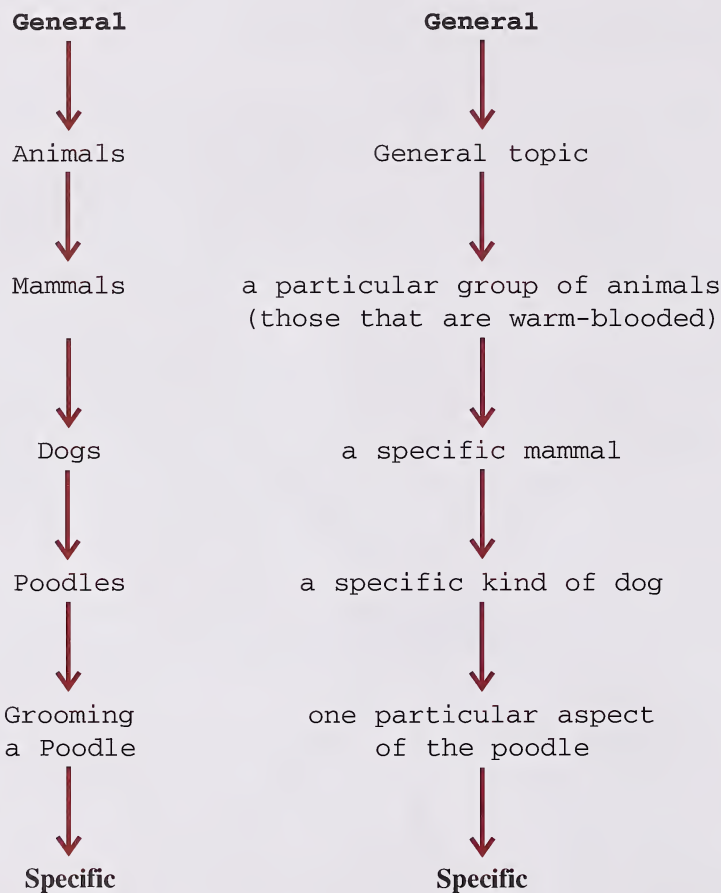 General
Animals
Mammals
Dogs
Poodles
Grooming
a Poodle
Specific
General
General topic
a particular group of animals
(those that are warm-blooded)
a specific mammal
a specific kind of dog
one particular aspect
of the poodle
Specific